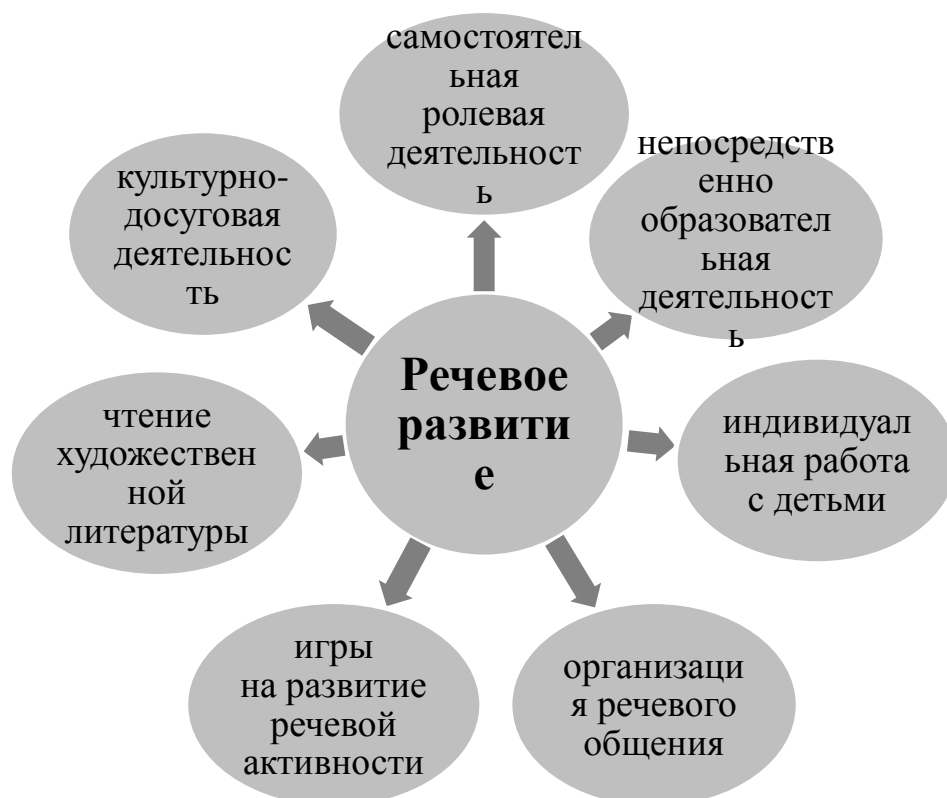 самостоятел
ьная
ролевая
деятельност
ь
непосредств
енно
образовател
ьная
деятельност
ь
культурно-
досуговая
деятельнос
ть
Речевое
развити
е
индивидуал
ьная работа
с детьми
чтение
художествен
ной
литературы
организаци
я речевого
общения
игры
на развитие
речевой
активности